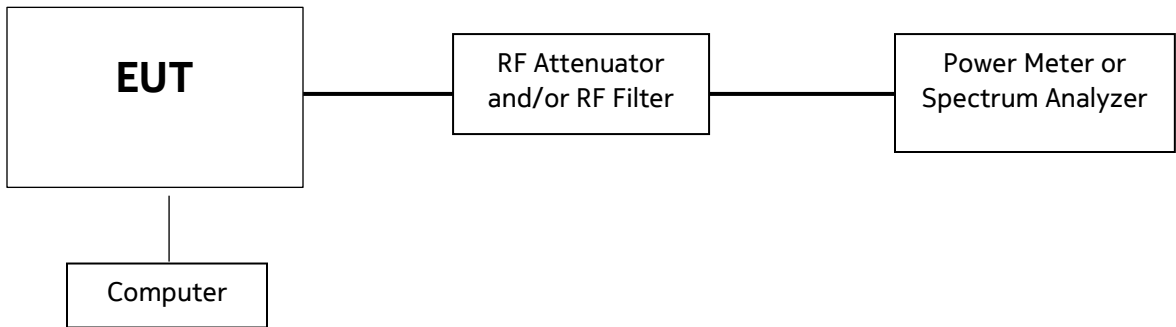 EUT
RF Attenuator
and/or RF Filter
Power Meter or
Spectrum Analyzer
Computer